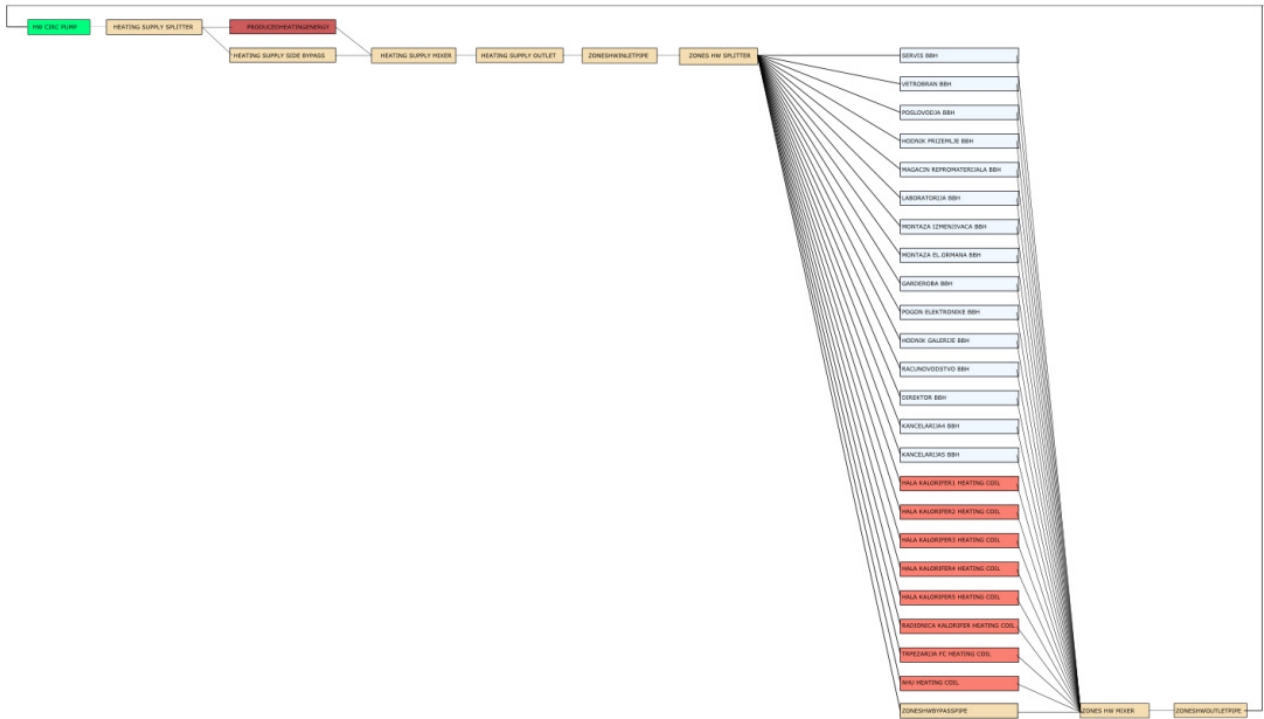 HW CIRC PUMP
HEATING SUPPLY SPLITTER
PRODUCEDHEATINGENERGY
HEATING SUPPLY SIDE BYPASS
HEATING SUPPLY MIXER
HEATING SUPPLY OUTLET
ZONESHWINLETPIPE
ZONES HW SPLITTER
SERVIS BBH
VETROBRAN BBH
POSLOVODJA BBH
HODNIK PRIZEMLJE BBH
MAGACIN REPROMATERIJALA BBH
LABORATORIJA BBH
MONTAZA IZMENJIVACA BBH
MONTAZA EL.ORMANA BBH
GARDEROBA BBH
POGON ELEKTRONIKE BBH
HODNIK GALERIJE BBH
RACUNOVODSTVO BBH
DIREKTOR BBH
KANCELARIJA4 BBH
KANCELARIJA5 BBH
HALA KALORIFER1 HEATING COIL
HALA KALORIFER2 HEATING COIL
HALA KALORIFER3 HEATING COIL
HALA KALORIFER4 HEATING COIL
HALA KALORIFER5 HEATING COIL
RADIONICA KALORIFER HEATING COIL
TRPEZARIJA FC HEATING COIL
AHU HEATING COIL
ZONESHWBYPASSPIPE
ZONES HW MIXER
ZONESHWOUTLETPIPE